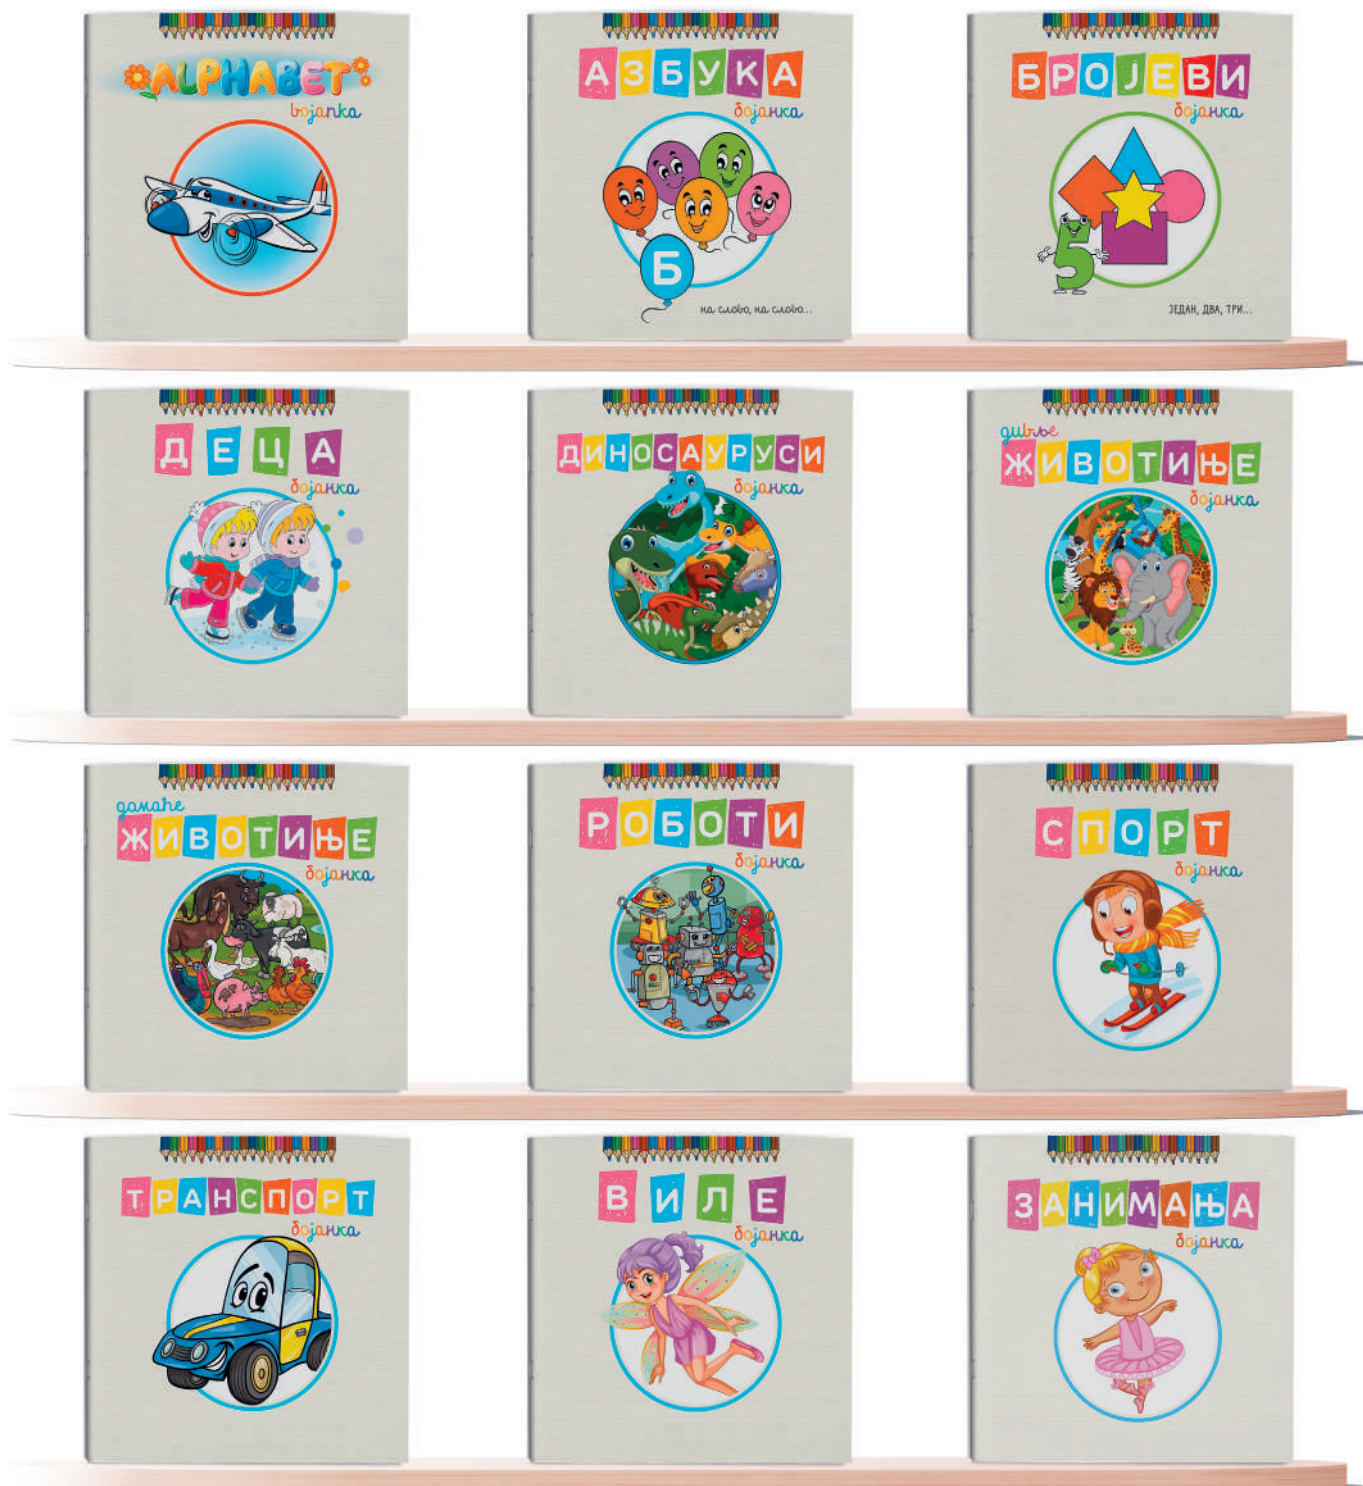 ALPHABET
bojanka
АЗБУКА
бојанка
Б
на слово, на слово...
БРОЈЕВИ
бојанка
5
ЈЕДАН, ДВА, ТРИ...
ДЕЦА
бојанка
ДИНОСАУРУСИ
бојанка
дивље
ЖИВОТИЊЕ
бојанка
домаће
ЖИВОТИЊЕ
бојанка
РОБОТИ
бојанка
СПОРТ
бојанка
ТРАНСПОРТ
бојанка
ВИЛЕ
бојанка
ЗАНИМАЊА
бојанка